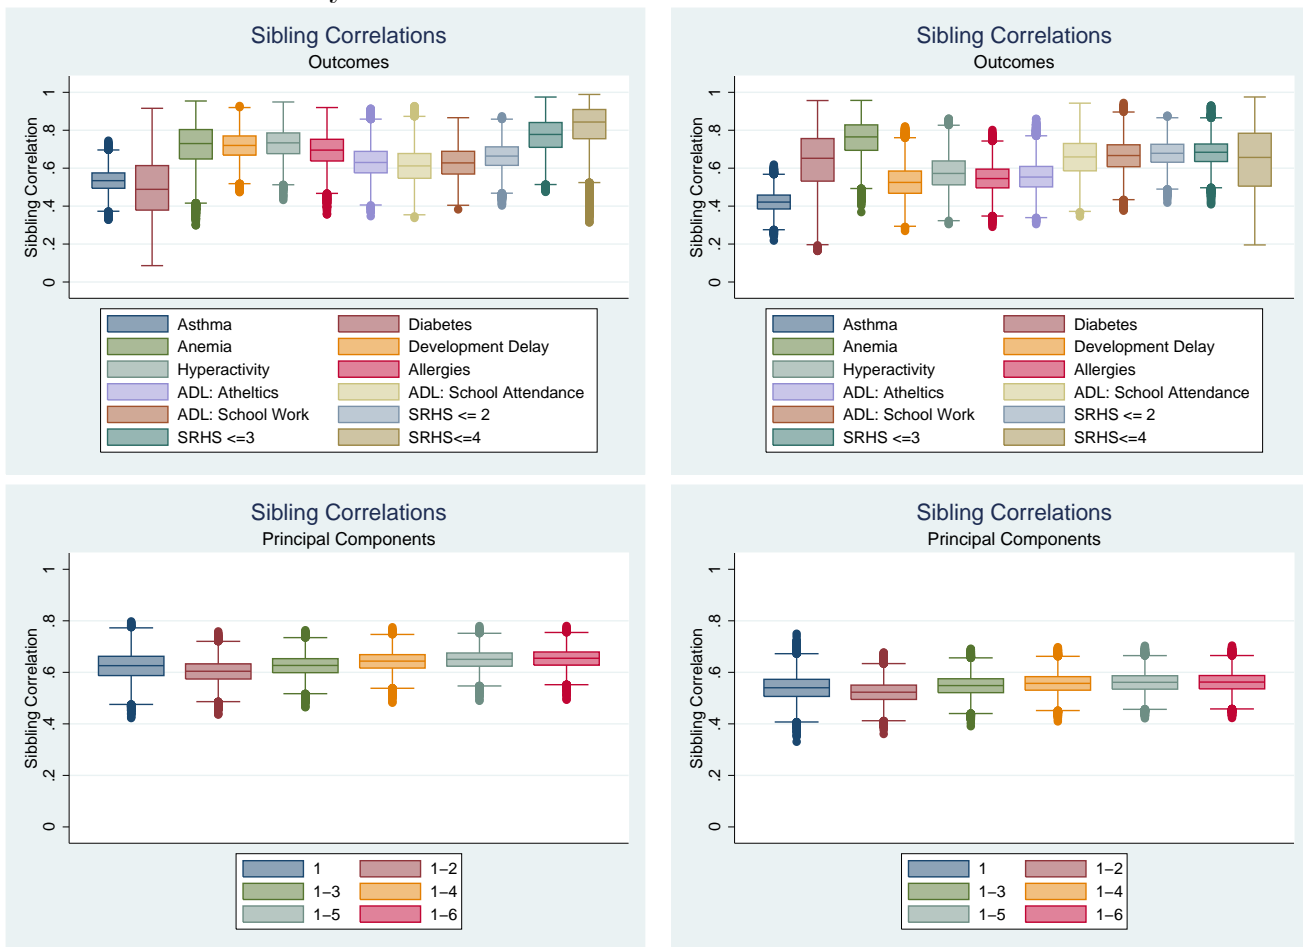 Sibling Correlations
Outcomes
Sibbling Correlation
0
.2
.4
.6
.8
1
Asthma
Diabetes
Anemia
Development Delay
Hyperactivity
Allergies
ADL: Atheltics
ADL: School Attendance
ADL: School Work
SRHS <= 2
SRHS <=3
SRHS<=4
Sibling Correlations
Outcomes
Sibbling Correlation
0
.2
.4
.6
.8
1
Asthma
Diabetes
Anemia
Development Delay
Hyperactivity
Allergies
ADL: Atheltics
ADL: School Attendance
ADL: School Work
SRHS <= 2
SRHS <=3
SRHS<=4
Sibling Correlations
Principal Components
Sibbling Correlation
0
.2
.4
.6
.8
1
1
1−2
1−3
1−4
1−5
1−6
Sibling Correlations
Principal Components
Sibbling Correlation
0
.2
.4
.6
.8
1
1
1−2
1−3
1−4
1−5
1−6